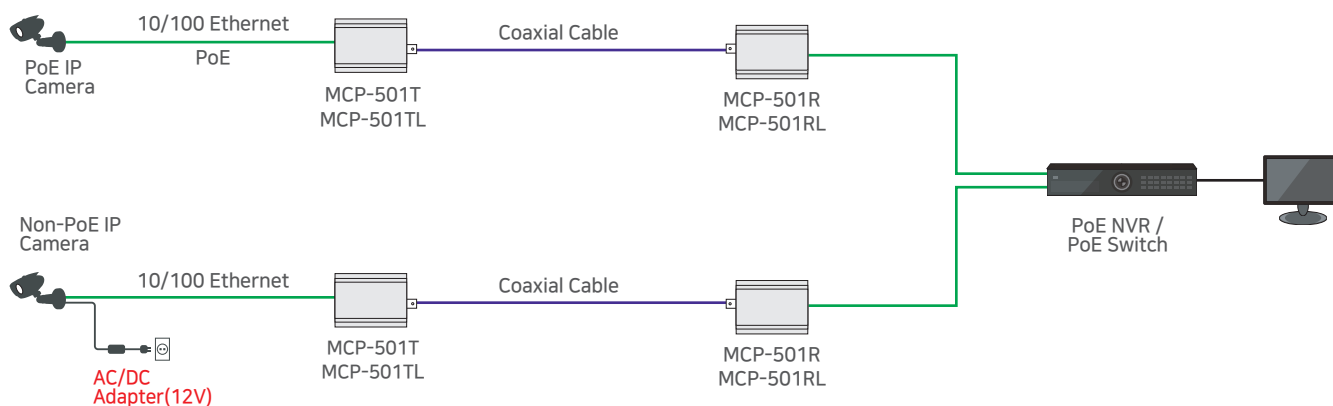 10/100 Ethernet
PoE
PoE IP
Camera
MCP-501T
MCP-501TL
Coaxial Cable
MCP-501R
MCP-501RL
PoE NVR /
PoE Switch
Non-PoE IP
Camera
10/100 Ethernet
AC/DC
Adapter(12V)
MCP-501T
MCP-501TL
Coaxial Cable
MCP-501R
MCP-501RL